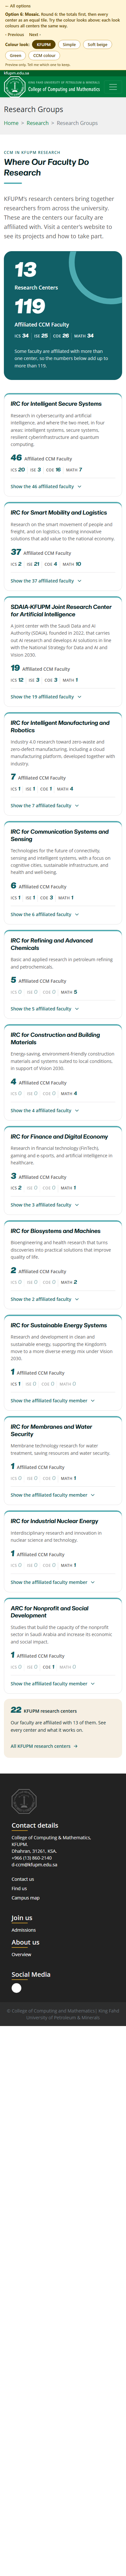 ← All options
Option 6: Mosaic. Round is the totals first, then every center as a tile. Try the colour looks above each look colours all centers the same way.
‹ Previous Next ›
Colour look: KFUPM Simple Soft beige
Green CCM colour
kfupm.edu.sa
College of Computing and Mathematics
Research Groups
Home > Research > Research Groups
CCM IN KFUPM RESEARCH
Where Our Faculty Do
Research
KFUPM's research centers bring together
researchers from across the university.
These are the centers our faculty are
affiliated with. Visit a center's website to
see its projects and how to take part.
13
Research Centers
119
Affiliated CCM Faculty
ICS 34 ISE 25 COE 26 MATH 34
Some faculty are affiliated with more than
one center, so the numbers below add up to
more than 119.
IRC for Intelligent Secure Systems
Research in cybersecurity and artificial
intelligence, and where the two meet, in four
areas: intelligent systems, secure systems,
resilient cyberinfrastructure and quantum
computing.
46 Affiliated CCM Faculty
ICS 20 ISE 3 COE 16 MATH 7
Show the 46 affiliated faculty
IRC for Smart Mobility and Logistics
Research on the smart movement of people and
freight, and on logistics, creating innovative
solutions that add value to the national economy.
37 Affiliated CCM Faculty
ICS 2 ISE 21 COE 4 MATH 10
Show the 37 affiliated faculty
SDAIA-KFUPM Joint Research Center
for Artificial Intelligence
A joint center with the Saudi Data and AI
Authority (SDAIA), founded in 2022, that carries
out AI research and develops AI solutions in line
with the National Strategy for Data and AI and
Vision 2030.
19 Affiliated CCM Faculty
ICS 12 ISE 3 COE 3 MATH 1
Show the 19 affiliated faculty
IRC for Intelligent Manufacturing and
Robotics
Industry 4.0 research toward zero-waste and
zero-defect manufacturing, including a cloud
manufacturing platform, developed together with
industry.
7 Affiliated CCM Faculty
ICS 1 ISE 1 COE 1 MATH 4
Show the 7 affiliated faculty
IRC for Communication Systems and
Sensing
Technologies for the future of connectivity,
sensing and intelligent systems, with a focus on
cognitive cities, sustainable development, and
health and well-being.
6 Affiliated CCM Faculty
ICS 1 ISE 1 COE 3 MATH 1
Show the 6 affiliated faculty
IRC for Refining and Advanced
Chemicals
Basic and applied research in petroleum refining
and petrochemicals.
5 Affiliated CCM Faculty
ICS 0 ISE 0 COE 0 MATH 5
Show the 5 affiliated faculty
IRC for Construction and Building
Materials
Energy-saving, environment-friendly construction
materials and systems suited to local conditions,
in support of Vision 2030.
4 Affiliated CCM Faculty
ICS 0 ISE 0 COE 0 MATH 4
Show the 4 affiliated faculty
IRC for Finance and Digital Economy
Research in financial technology (FinTech),
gaming and e-sports, and artificial intelligence in
healthcare.
3 Affiliated CCM Faculty
ICS 2 ISE 0 COE 0 MATH 1
Show the 3 affiliated faculty
IRC for Biosystems and Machines
Bioengineering and health research that turns
discoveries into practical solutions that improve
quality of life.
2 Affiliated CCM Faculty
ICS 0 ISE 0 COE 0 MATH 2
Show the 2 affiliated faculty
IRC for Sustainable Energy Systems
Research and development in clean and
sustainable energy, supporting the Kingdom's
move to a more diverse energy mix under Vision
2030.
1 Affiliated CCM Faculty
ICS 1 ISE 0 COE 0 MATH 0
Show the affiliated faculty member
IRC for Membranes and Water
Security
Membrane technology research for water
treatment, saving resources and water security.
1 Affiliated CCM Faculty
ICS 0 ISE 0 COE 0 MATH 1
Show the affiliated faculty member
IRC for Industrial Nuclear Energy
Interdisciplinary research and innovation in
nuclear science and technology.
1 Affiliated CCM Faculty
ICS 0 ISE 0 COE 0 MATH 1
Show the affiliated faculty member
ARC for Nonprofit and Social
Development
Studies that build the capacity of the nonprofit
sector in Saudi Arabia and increase its economic
and social impact.
1 Affiliated CCM Faculty
ICS 0 ISE 0 COE 1 MATH 0
Show the affiliated faculty member
22 KFUPM research centers
Our faculty are affiliated with 13 of them. See
every center and what it works on.
All KFUPM research centers →
Contact details
College of Computing and Mathematics,
KFUPM,
Dhahran, 31261, KSA.
+966 (13) 860-2140
d-ccm@kfupm.edu.sa
Contact us
Find us
Campus map
Join us
Admissions
About us
Overview
Social Media
© College of Computing and Mathematics| King Fahd
University of Petroleum & Minerals